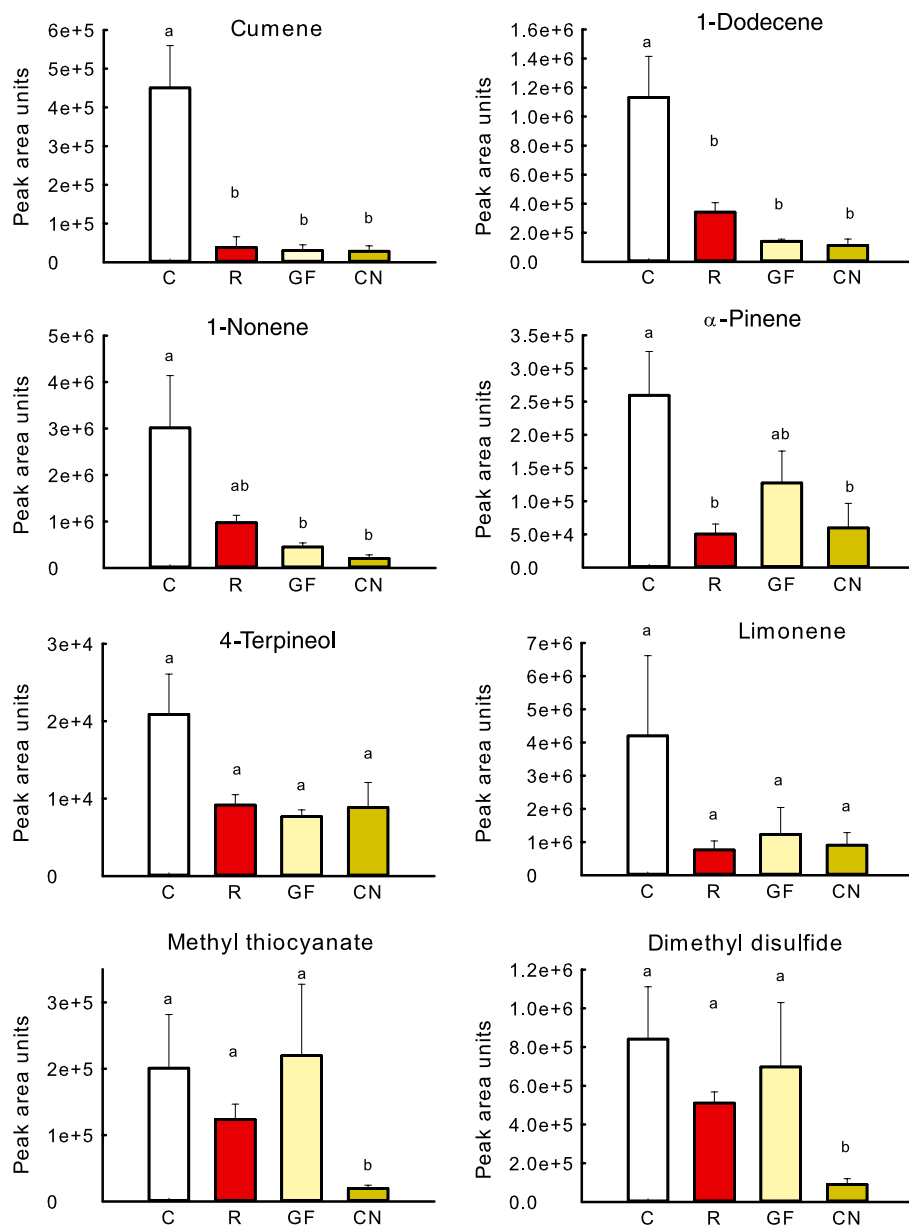 Cumene
Peak area units
6e+5
5e+5
4e+5
3e+5
2e+5
1e+5
0
a
b
b
b
C R GF CN
1-Dodecene
Peak area units
1.6e+6
1.4e+6
1.2e+6
1.0e+6
8.0e+5
6.0e+5
4.0e+5
2.0e+5
0.0
a
b
b
b
C R GF CN
1-Nonene
Peak area units
5e+6
4e+6
3e+6
2e+6
1e+6
0
a
ab
b
b
C R GF CN
α-Pinene
Peak area units
3.5e+5
3.0e+5
2.5e+5
2.0e+5
1.5e+5
1.0e+5
5.0e+4
0.0
a
b
ab
b
C R GF CN
4-Terpineol
Peak area units
3e+4
2e+4
1e+4
0
a
a
a
a
C R GF CN
Limonene
Peak area units
7e+6
6e+6
5e+6
4e+6
3e+6
2e+6
1e+6
0
a
a
a
a
C R GF CN
Methyl thiocyanate
Peak area units
3e+5
2e+5
1e+5
0
a
a
a
b
C R GF CN
Dimethyl disulfide
Peak area units
1.2e+6
1.0e+6
8.0e+5
6.0e+5
4.0e+5
2.0e+5
0.0
a
a
a
b
C R GF CN